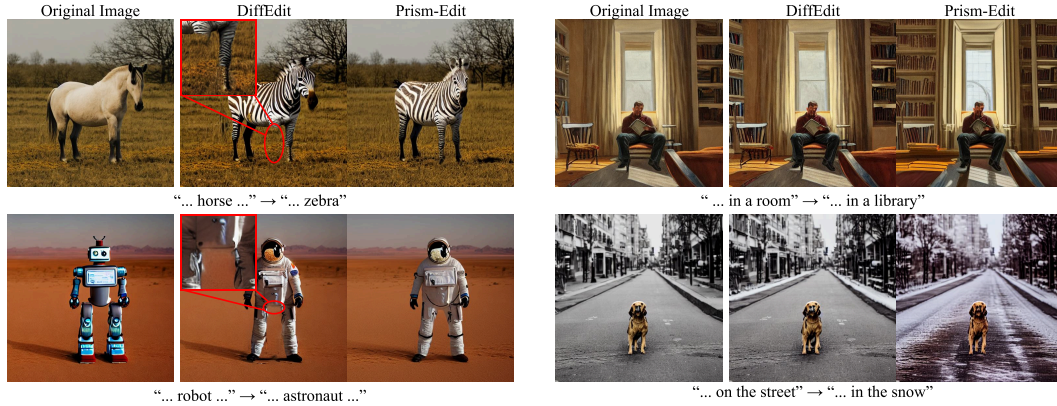 Original Image DiffEdit Prism-Edit
“... horse ...” → “... zebra”
“... robot ...” → “... astronaut ...”
Original Image DiffEdit Prism-Edit
“ ... in a room” → “... in a library”
“... on the street” → “... in the snow”